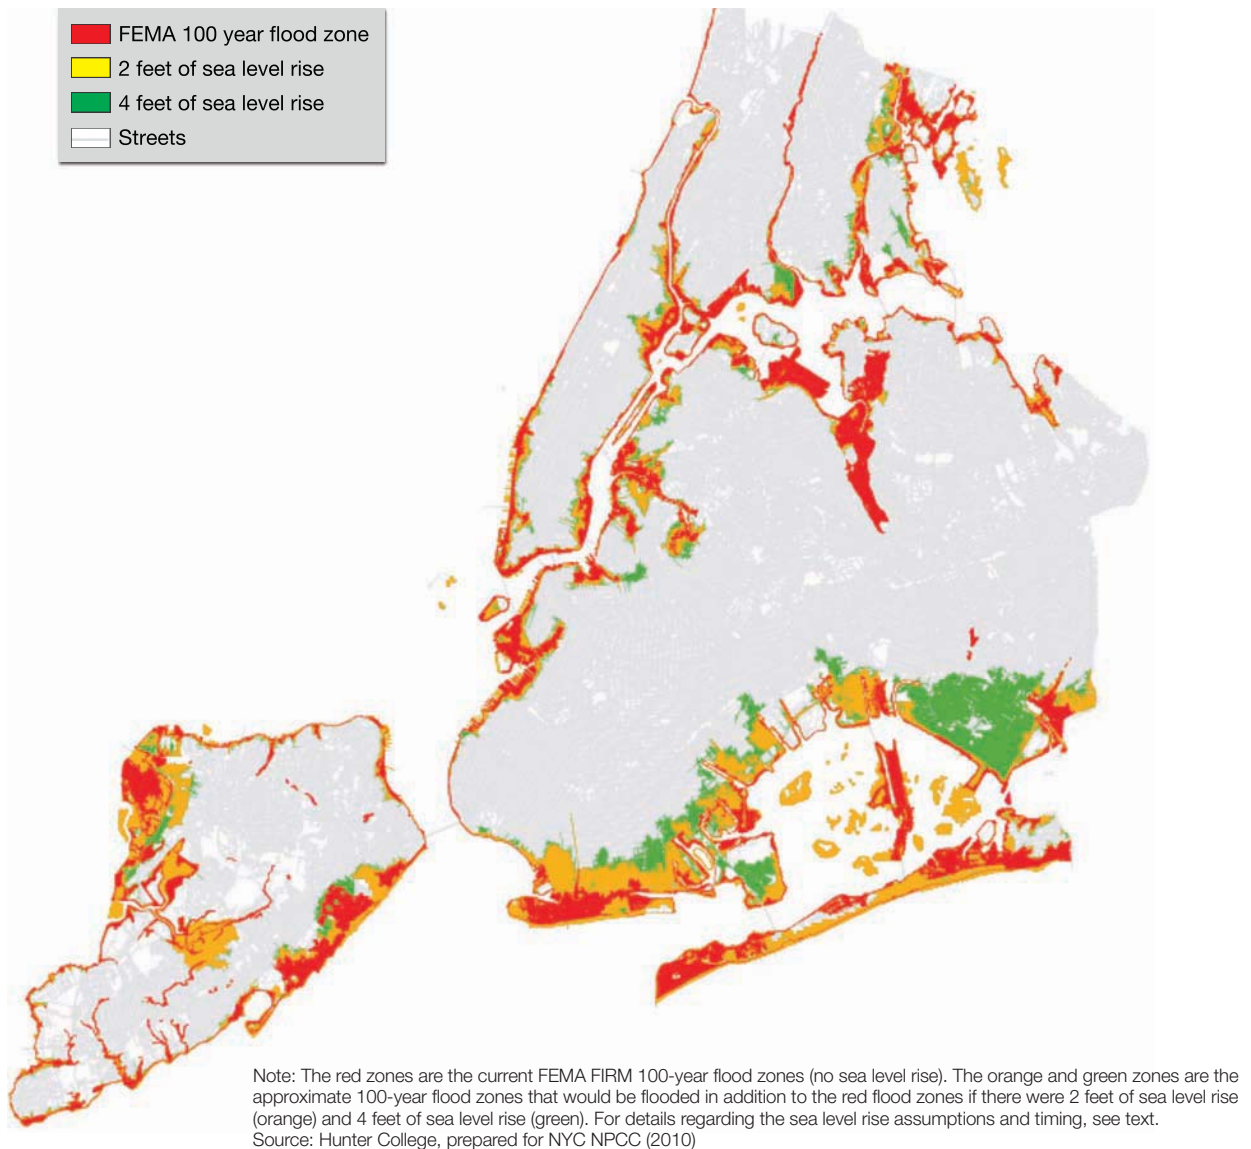 FEMA 100 year flood zone
2 feet of sea level rise
4 feet of sea level rise
Streets
Note: The red zones are the current FEMA FIRM 100-year flood zones (no sea level rise). The orange and green zones are the
approximate 100-year flood zones that would be flooded in addition to the red flood zones if there were 2 feet of sea level rise
(orange) and 4 feet of sea level rise (green). For details regarding the sea level rise assumptions and timing, see text.
Source: Hunter College, prepared for NYC NPCC (2010)